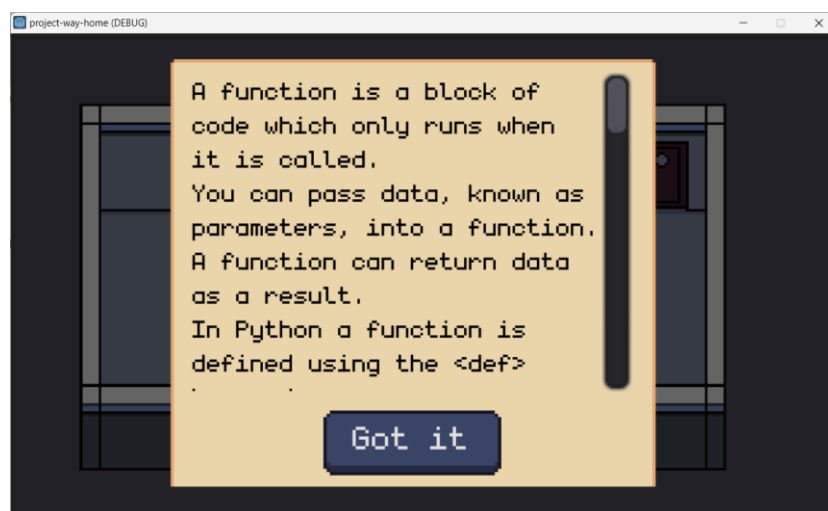 project-way-home (DEBUG)
A function is a block of
code which only runs when
it is called.
You can pass data, known as
parameters, into a function.
A function can return data
as a result.
In Python a function is
defined using the <def>
Got it